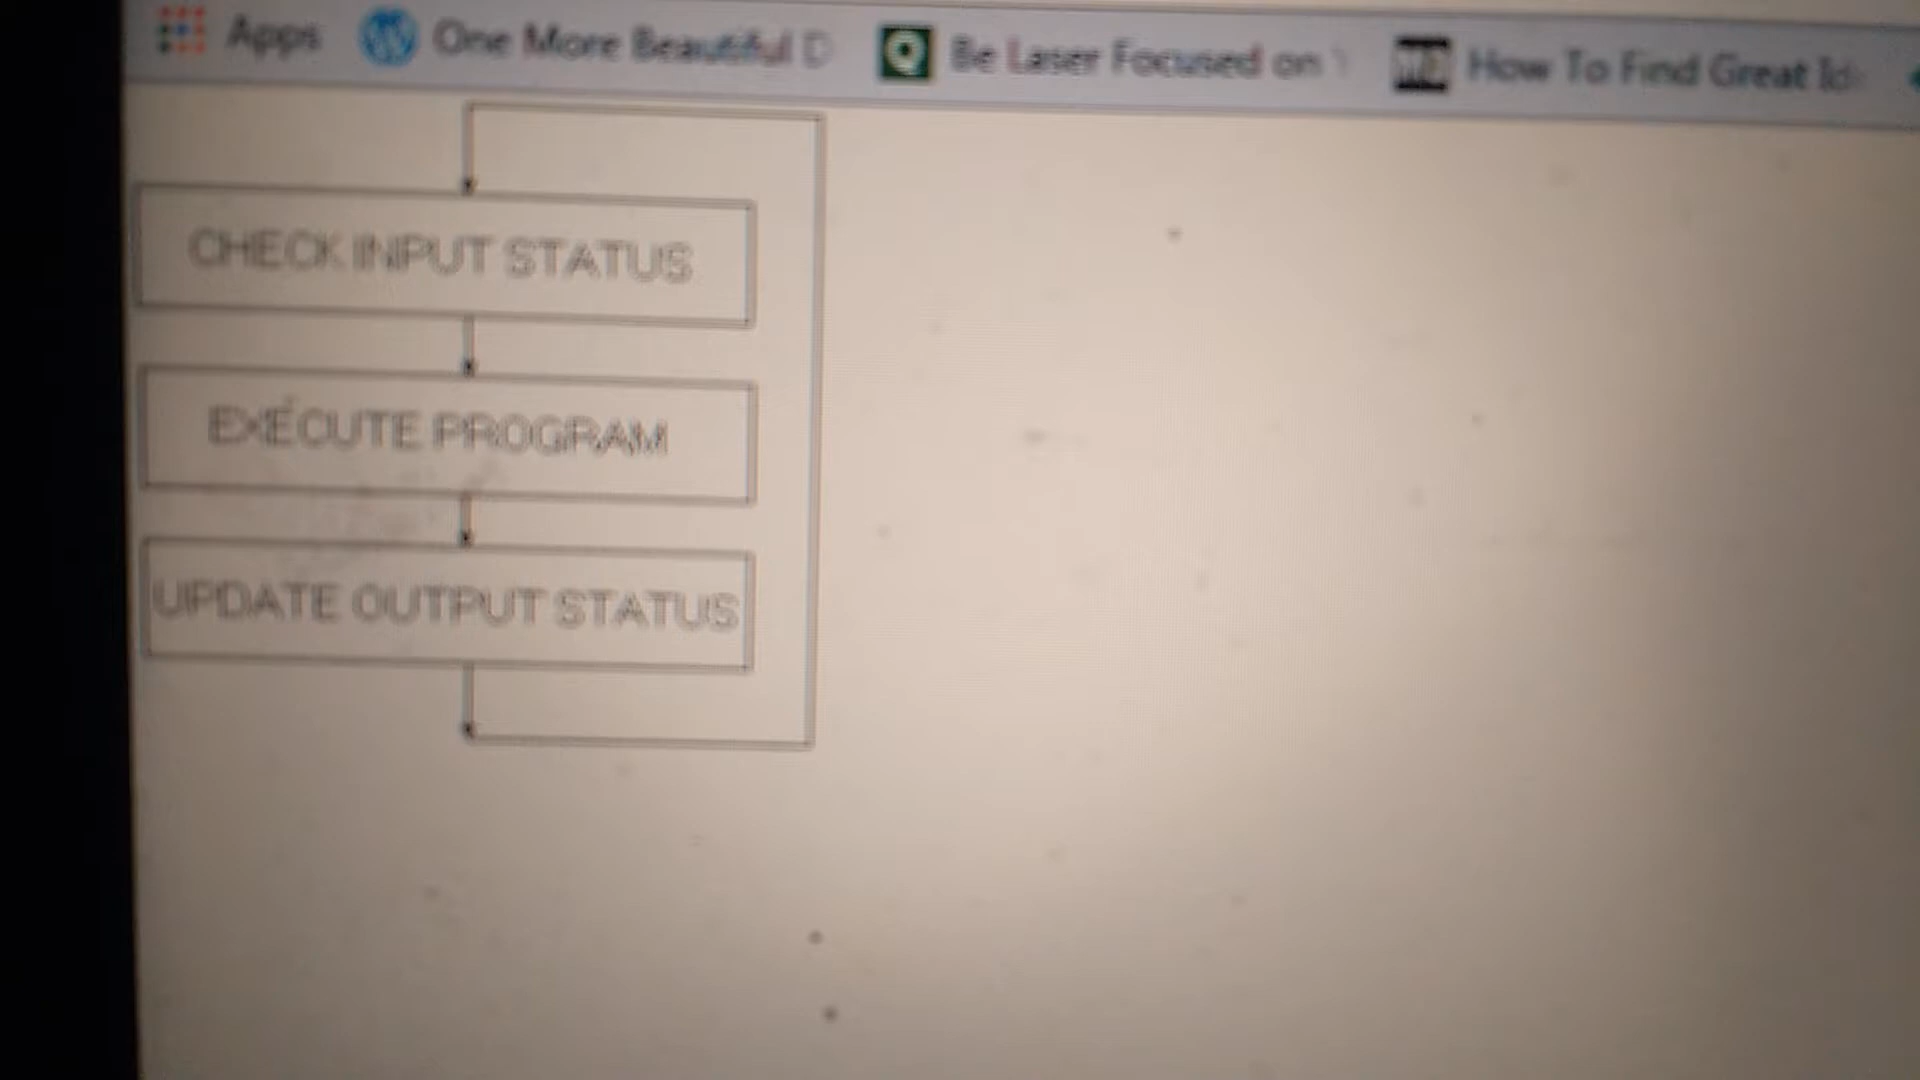 Apps One More Beautiful D Be Laser Focused on How To Find Great Id
CHECK INPUT STATUS
EXECUTE PROGRAM
UPDATE OUTPUT STATUS